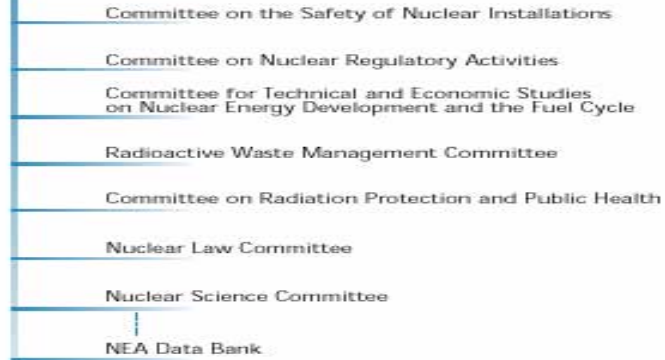 Committee on the Safety of Nuclear Installations
Committee on Nuclear Regulatory Activities
Committee for Technical and Economic Studies
on Nuclear Energy Development and the Fuel Cycle
Radioactive Waste Management Committee
Committee on Radiation Protection and Public Health
Nuclear Law Committee
Nuclear Science Committee
NEA Data Bank